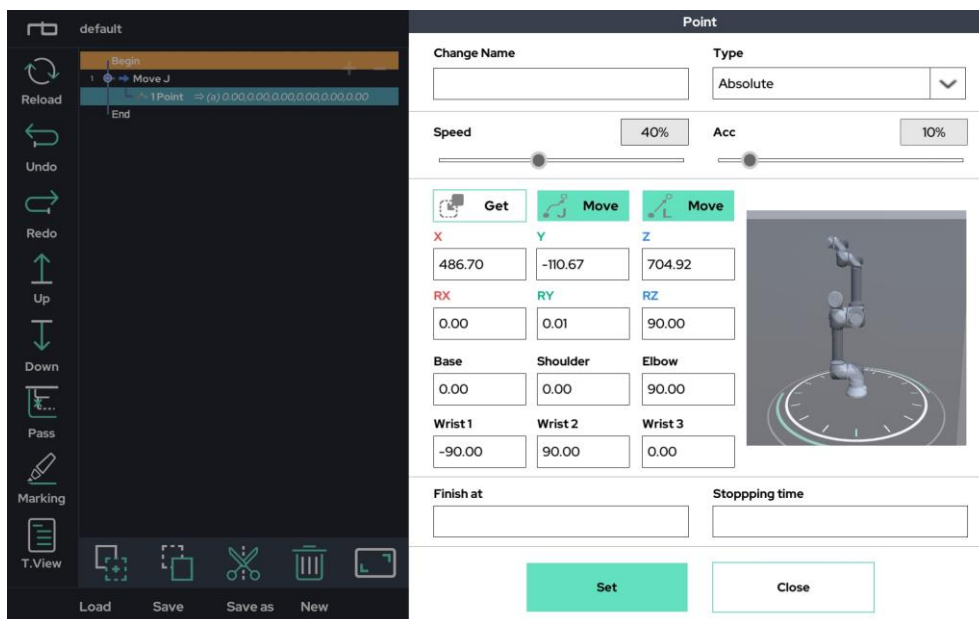 rb default
Point
Reload
Undo
Redo
Up
Down
Pass
Marking
T.View
Begin
1 Move J
1 Point ⇒(a) 0.00,0.00,0.00,0.00,0.00,0.00
End
Load Save Save as New
Change Name Type
Absolute
Speed 40% Acc 10%
Get J Move L Move
X Y Z
486.70 -110.67 704.92
RX RY RZ
0.00 0.01 90.00
Base Shoulder Elbow
0.00 0.00 90.00
Wrist 1 Wrist 2 Wrist 3
-90.00 90.00 0.00
Finish at Stoppping time
Set Close